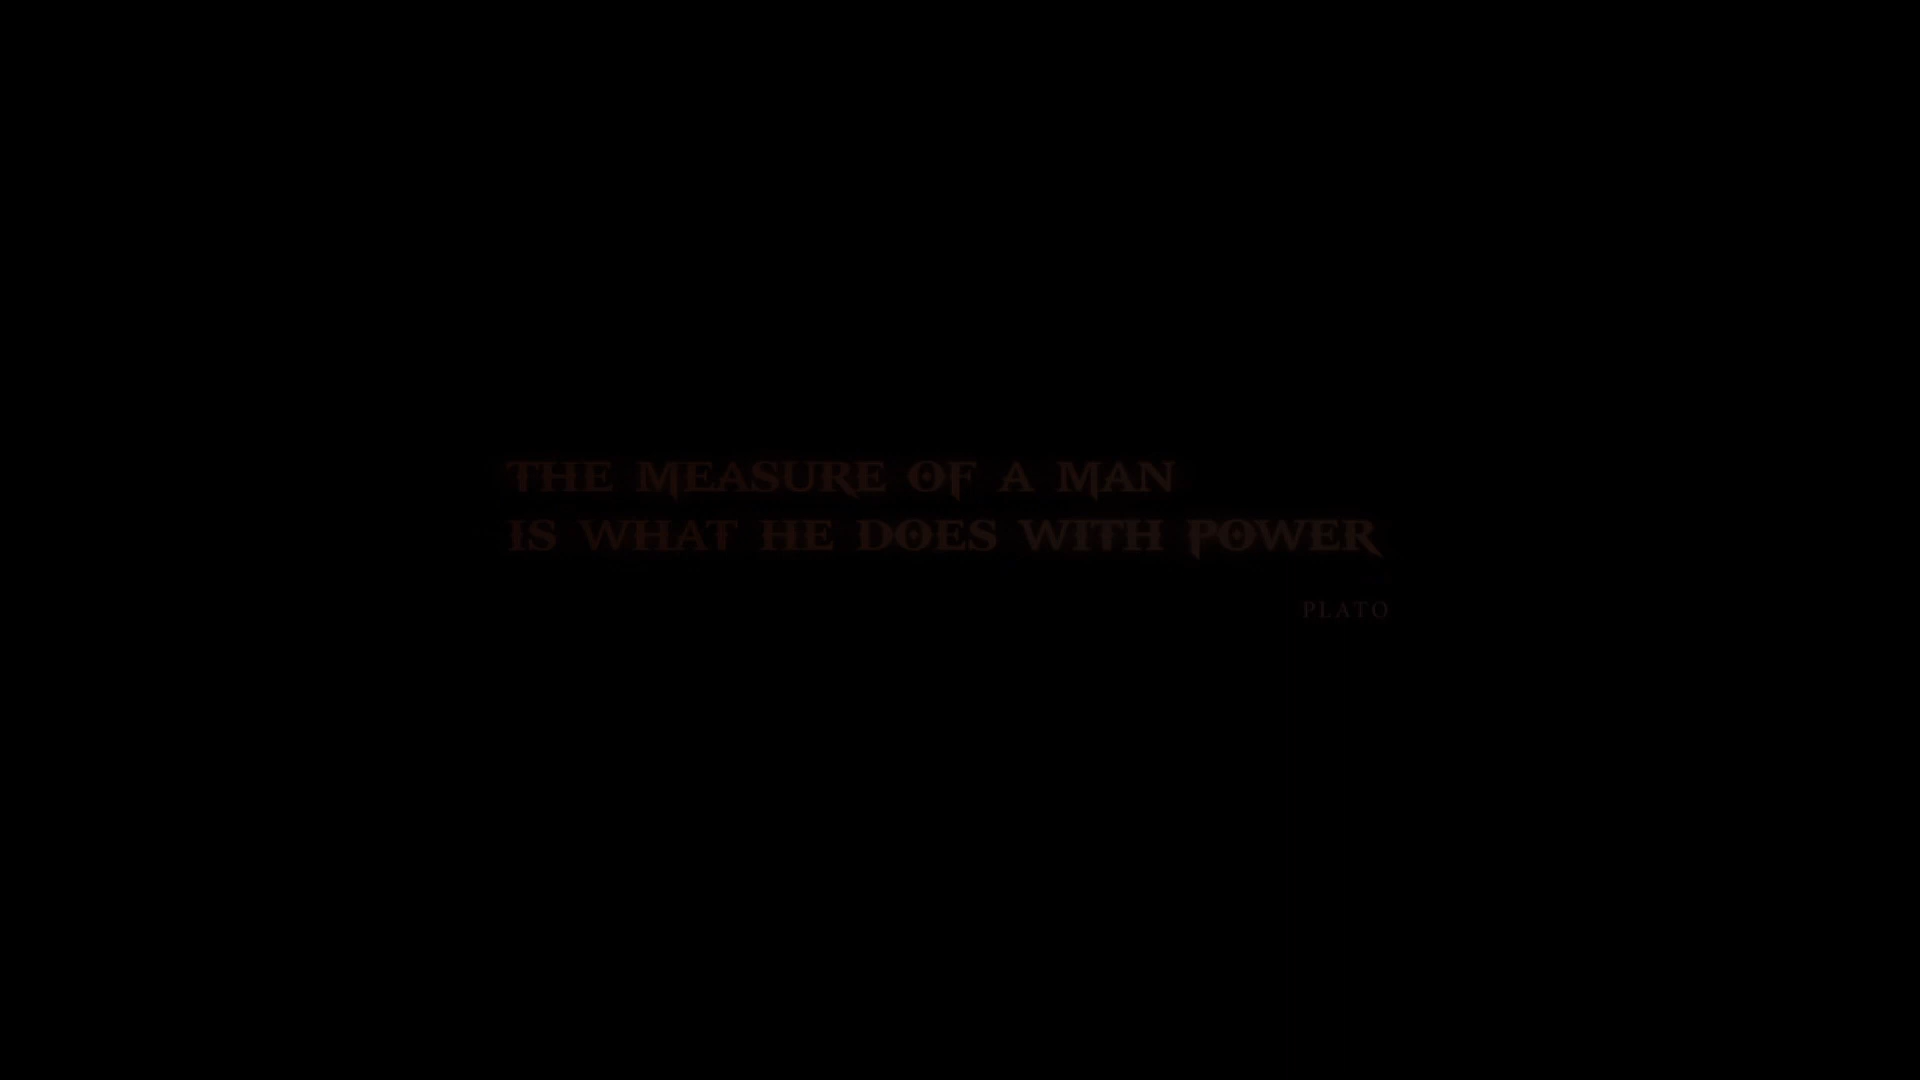 THE MEASURE OF A MAN
IS WHAT HE DOES WITH POWER
PLATO